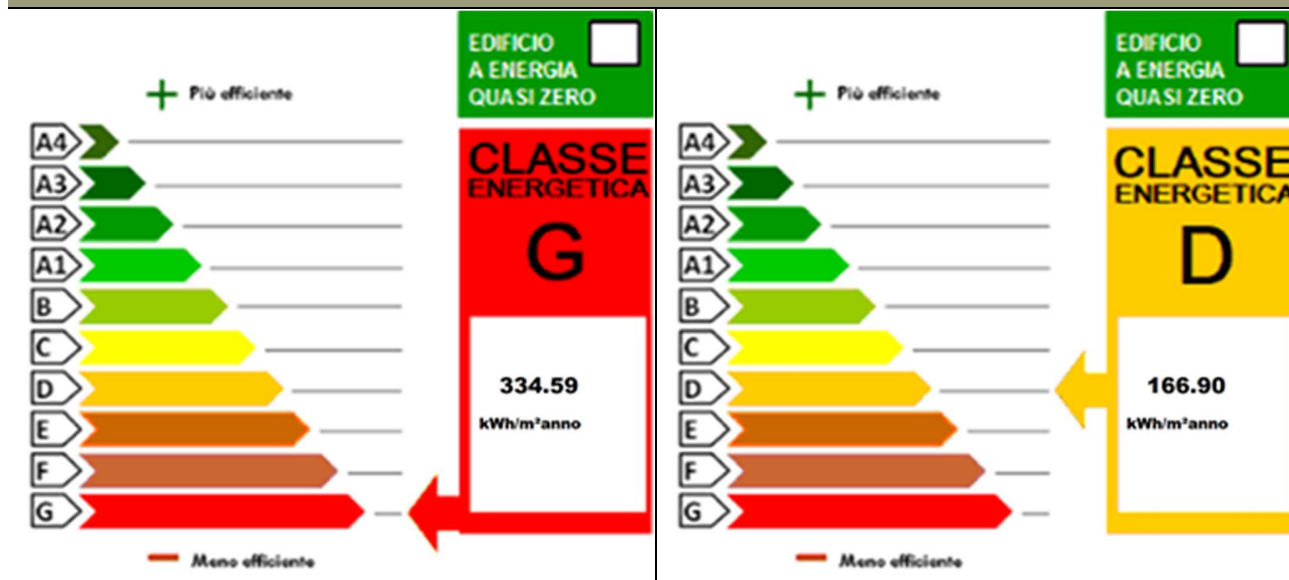 EDIFICIO
A ENERGIA
QUASI ZERO
Più efficiente
A4
A3
A2
A1
B
C
D
E
F
G
Meno efficiente
CLASSE
ENERGETICA
G
334.59
kWh/m²anno
EDIFICIO
A ENERGIA
QUASI ZERO
Più efficiente
A4
A3
A2
A1
B
C
D
E
F
G
Meno efficiente
CLASSE
ENERGETICA
D
166.90
kWh/m²anno